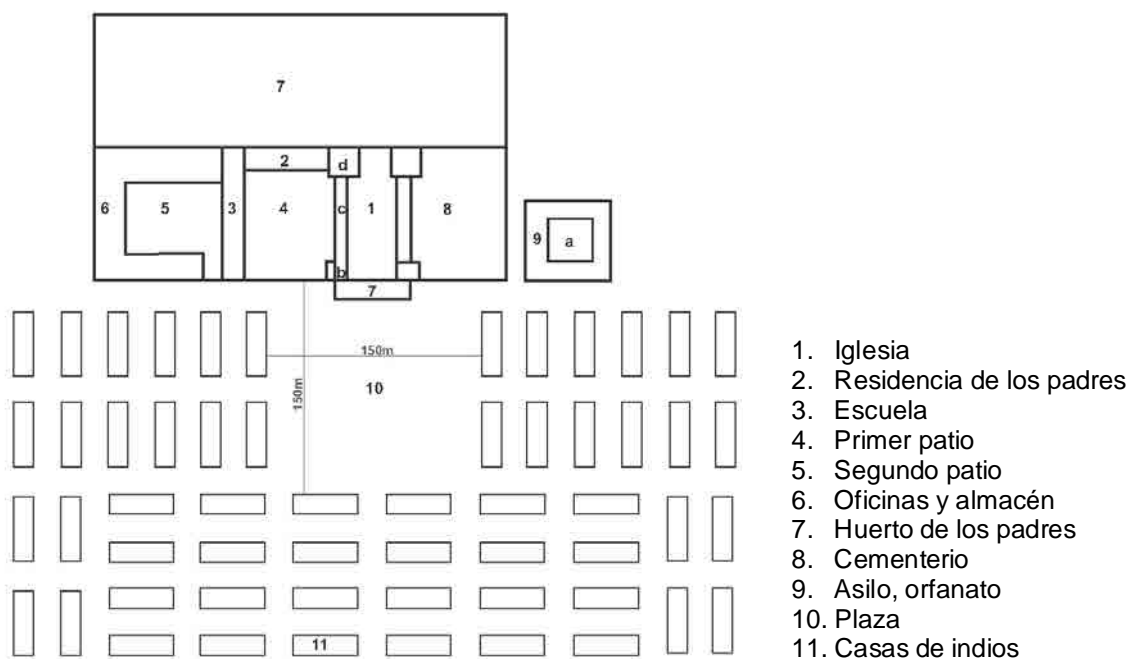 7
2
d
6
5
3
4
c
1
8
9
a
b
7
150m
150m
10
11
1. Iglesia
2. Residencia de los padres
3. Escuela
4. Primer patio
5. Segundo patio
6. Oficinas y almacén
7. Huerto de los padres
8. Cementerio
9. Asilo, orfanato
10. Plaza
11. Casas de indios